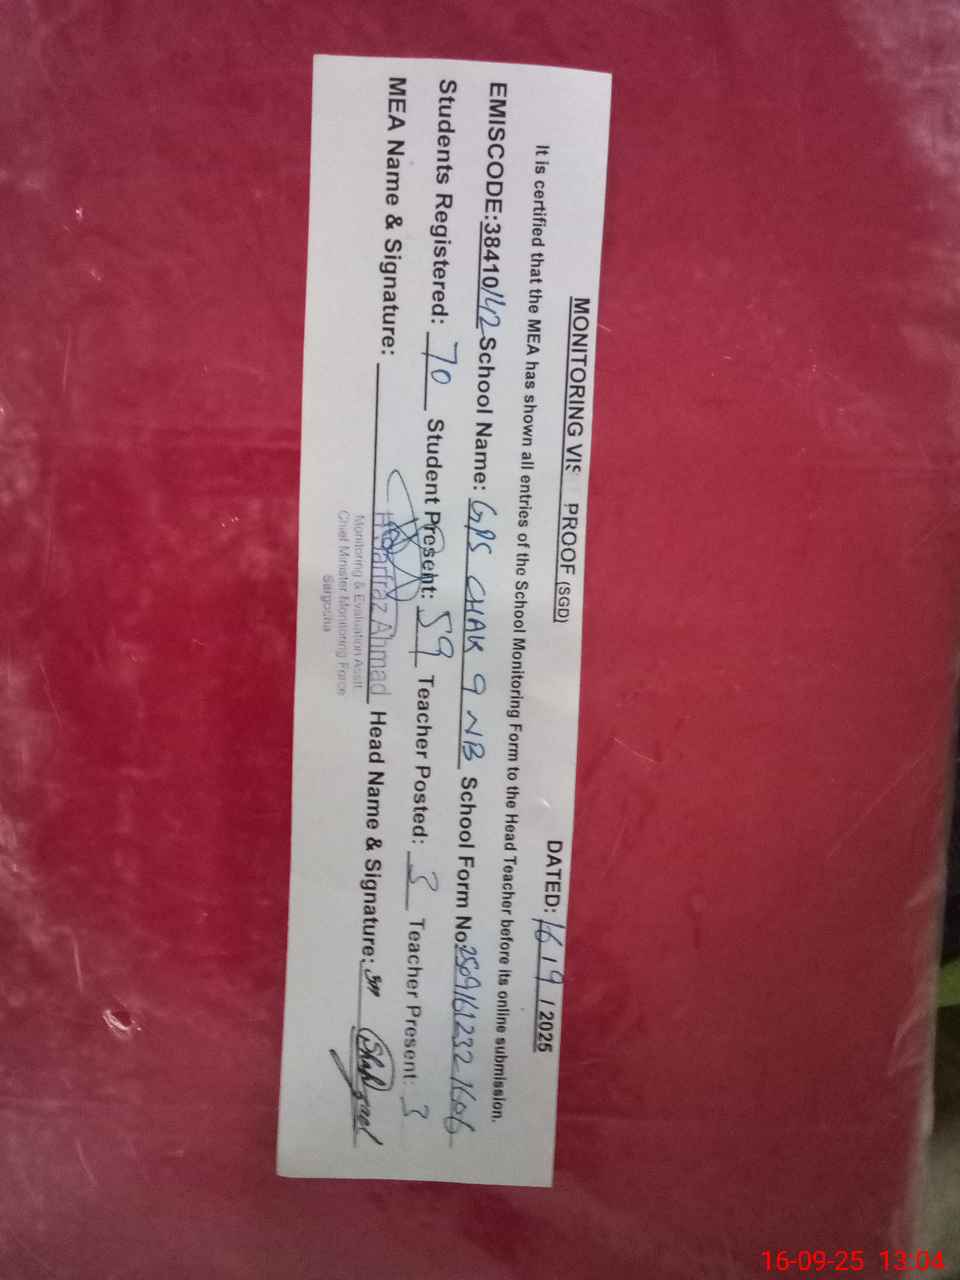 MONITORING VIS PROOF (SGD)
DATED: 16/9/2025
It is certified that the MEA has shown all entries of the School Monitoring Form to the Head Teacher before its online submission.
EMISCODE:38410142 School Name: GPS CHAK 9 NB School Form No:
Students Registered: 70 Student Present: 59 Teacher Posted: 3 Teacher Present: 3
MEA Name & Signature: Sarfraz Ahmad Head Name & Signature:
Monitoring & Evaluation Asstt.
Chief Minister Monitoring Force
Sargodha
16-09-25 13:04